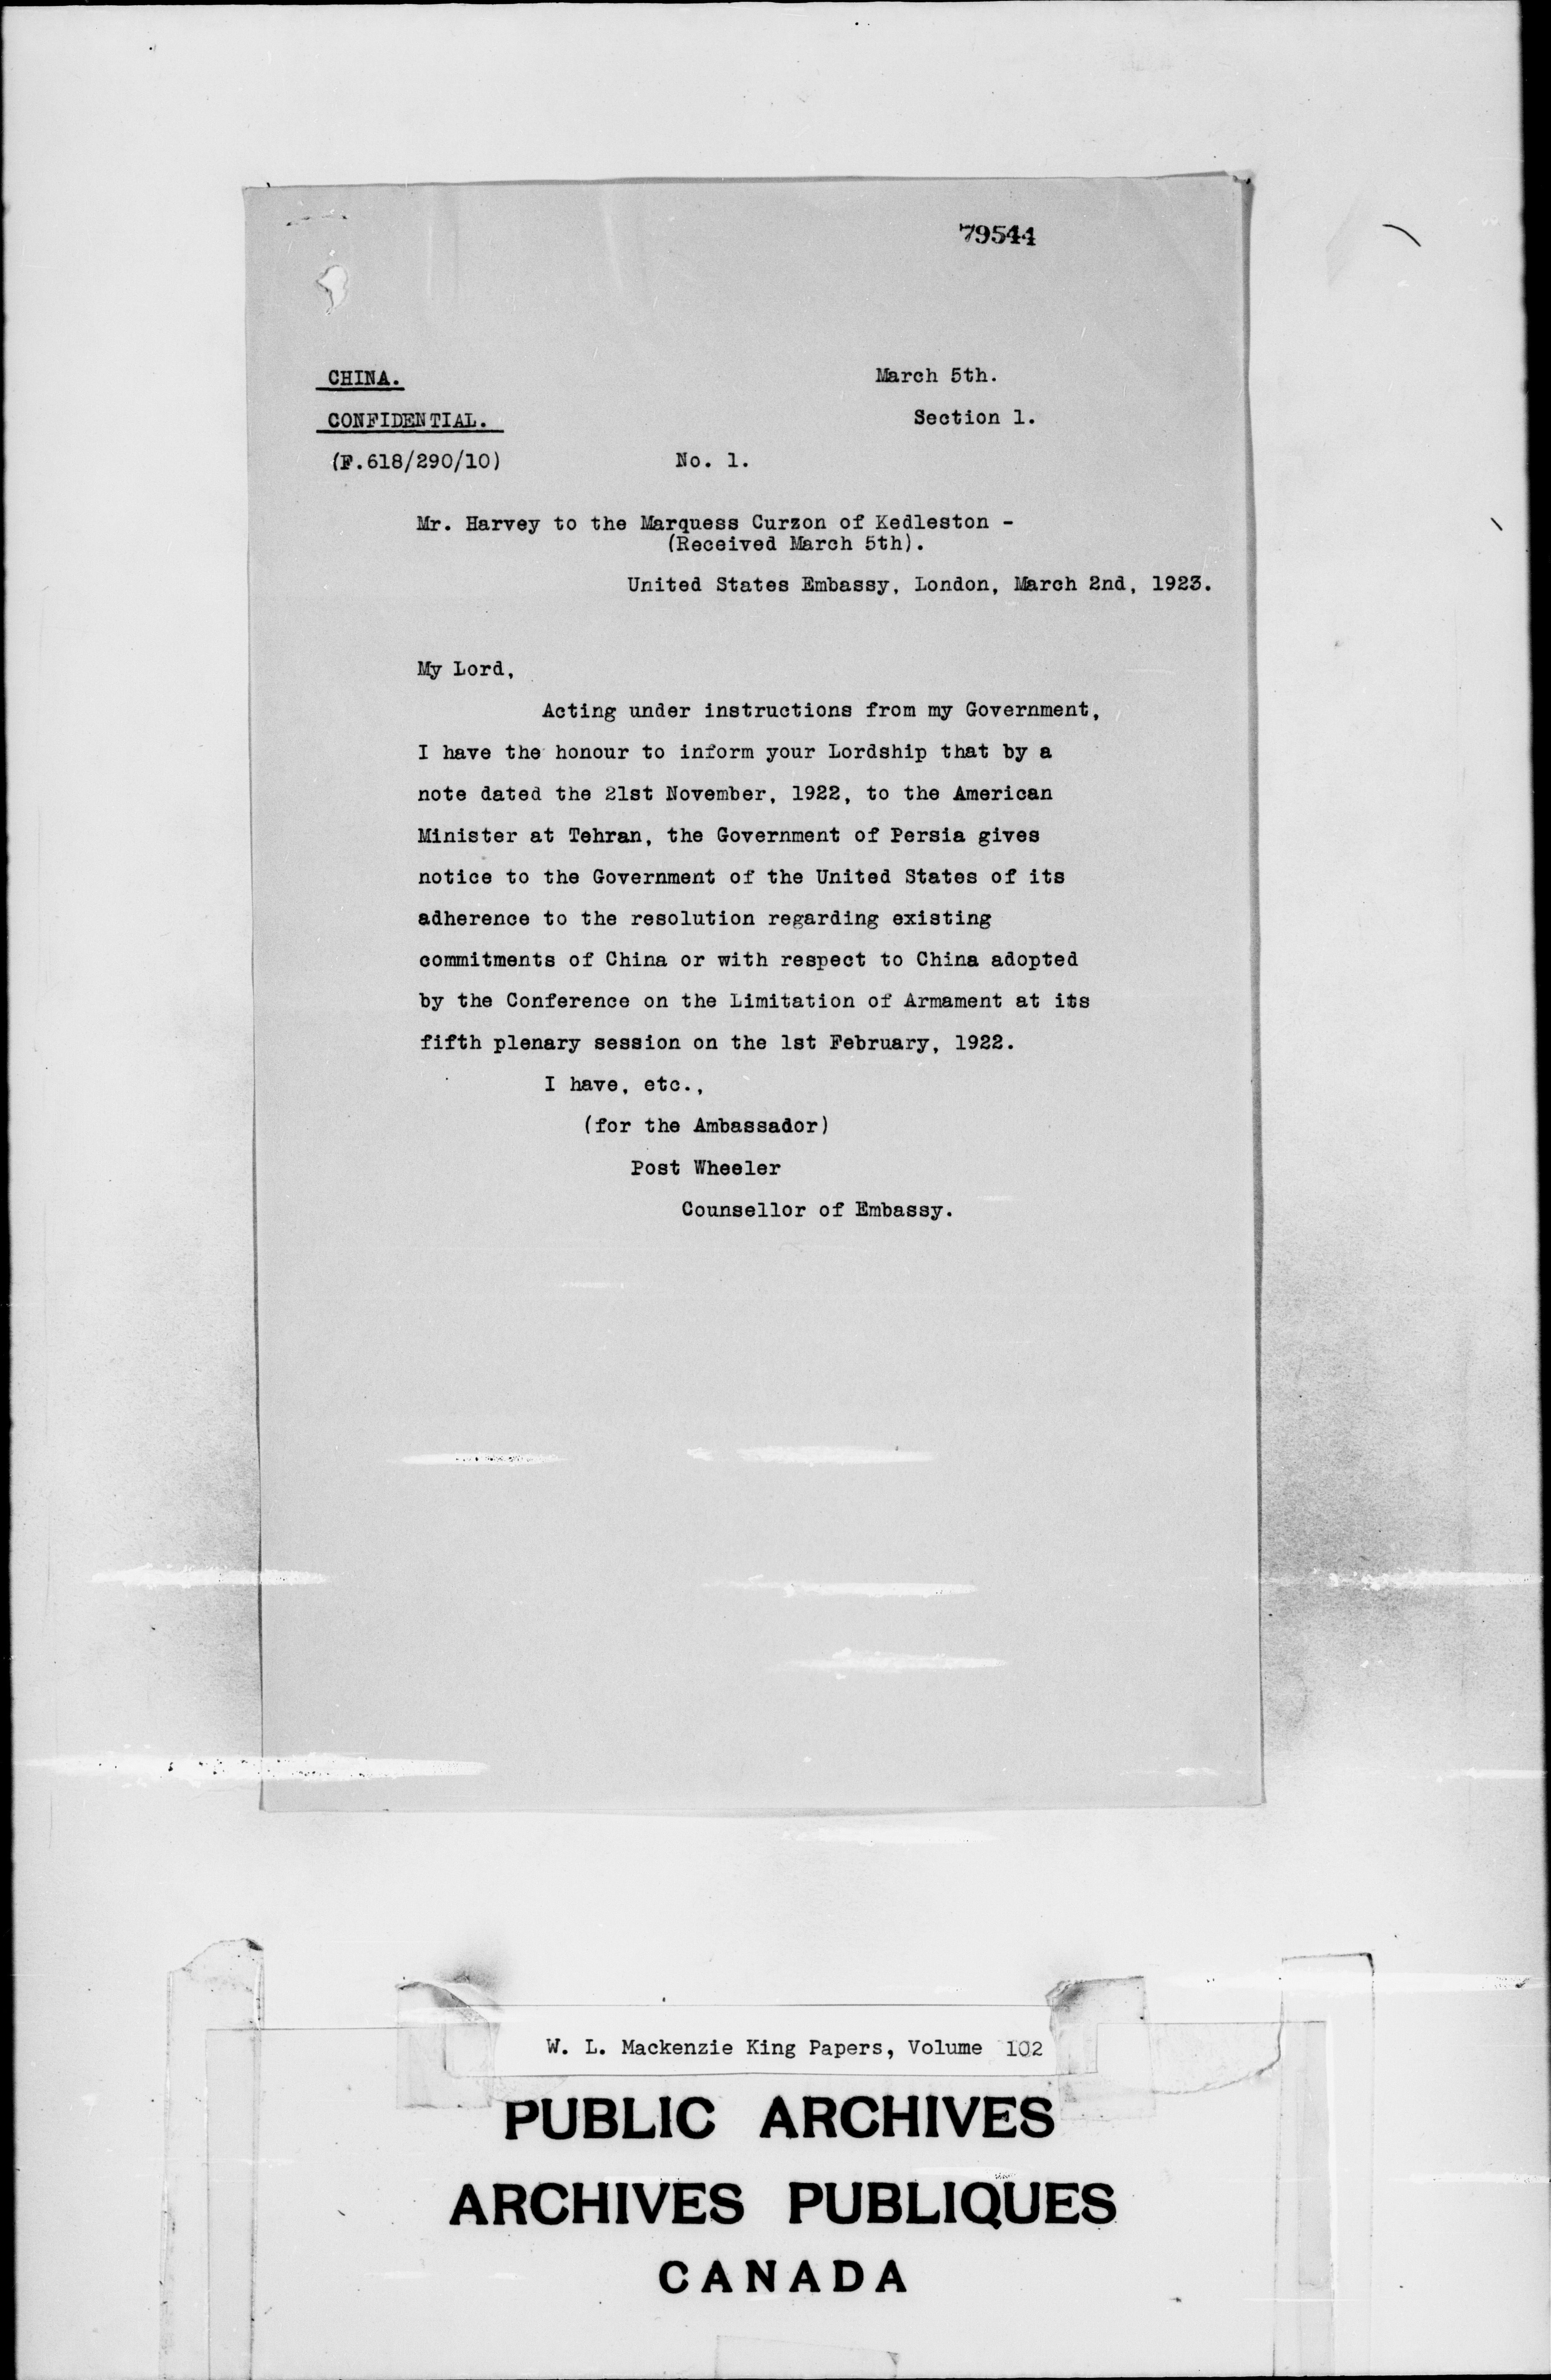 79544
CHINA.
March 5th.
CONFIDENTIAL.
Section 1.
(F.618/290/10)
No. 1.
Mr. Harvey to the Marquess Curzon of Kedleston -
(Received March 5th).
United States Embassy, London, March 2nd, 1923.
My Lord,
Acting under instructions from my Government,
I have the honour to inform your Lordship that by a
note dated the 21st November, 1922, to the American
Minister at Tehran, the Government of Persia gives
notice to the Government of the United States of its
adherence to the resolution regarding existing
commitments of China or with respect to China adopted
by the Conference on the Limitation of Armament at its
fifth plenary session on the 1st February, 1922.
I have, etc.,
(for the Ambassador)
Post Wheeler
Counsellor of Embassy.
W. L. Mackenzie King Papers, Volume 102
PUBLIC ARCHIVES
ARCHIVES PUBLIQUES
CANADA